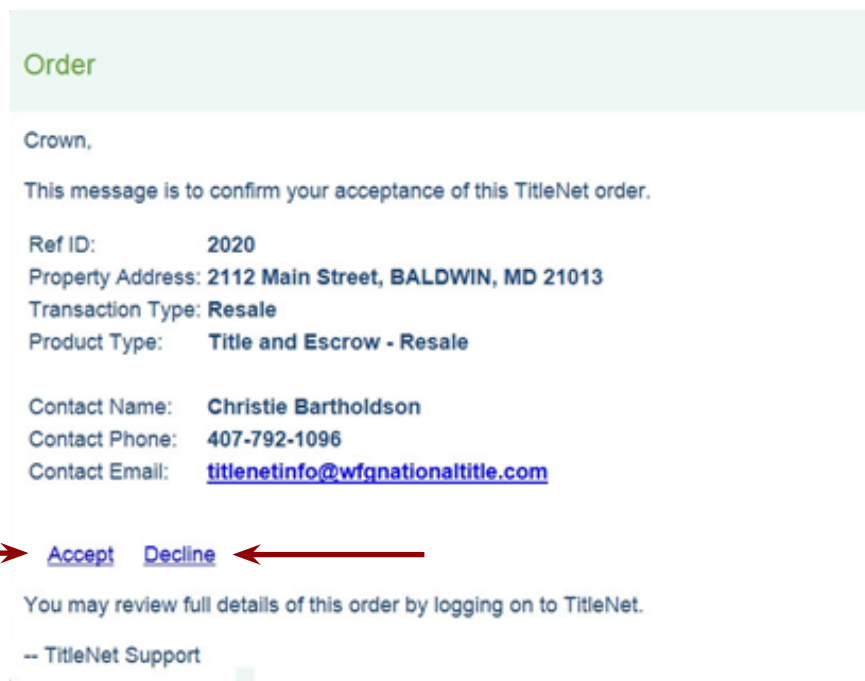 Order
Crown,
This message is to confirm your acceptance of this TitleNet order.
Ref ID: 2020
Property Address: 2112 Main Street, BALDWIN, MD 21013
Transaction Type: Resale
Product Type: Title and Escrow - Resale
Contact Name: Christie Bartholdson
Contact Phone: 407-792-1096
Contact Email: titlenetinfo@wfgnationaltitle.com
Accept Decline
You may review full details of this order by logging on to TitleNet.
-- TitleNet Support